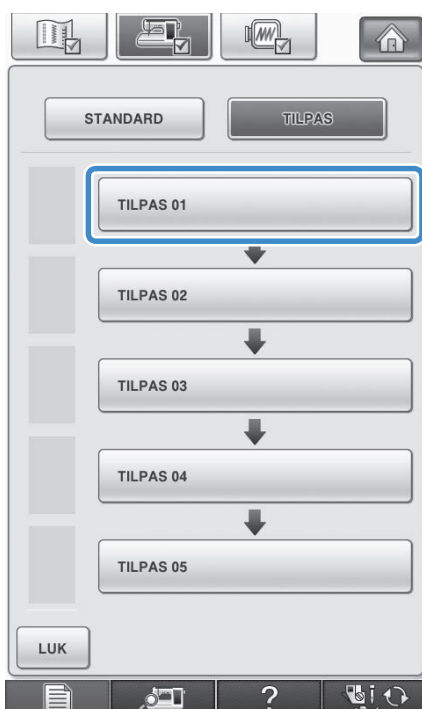 STANDARD TILPAS
TILPAS 01
TILPAS 02
TILPAS 03
TILPAS 04
TILPAS 05
LUK
?